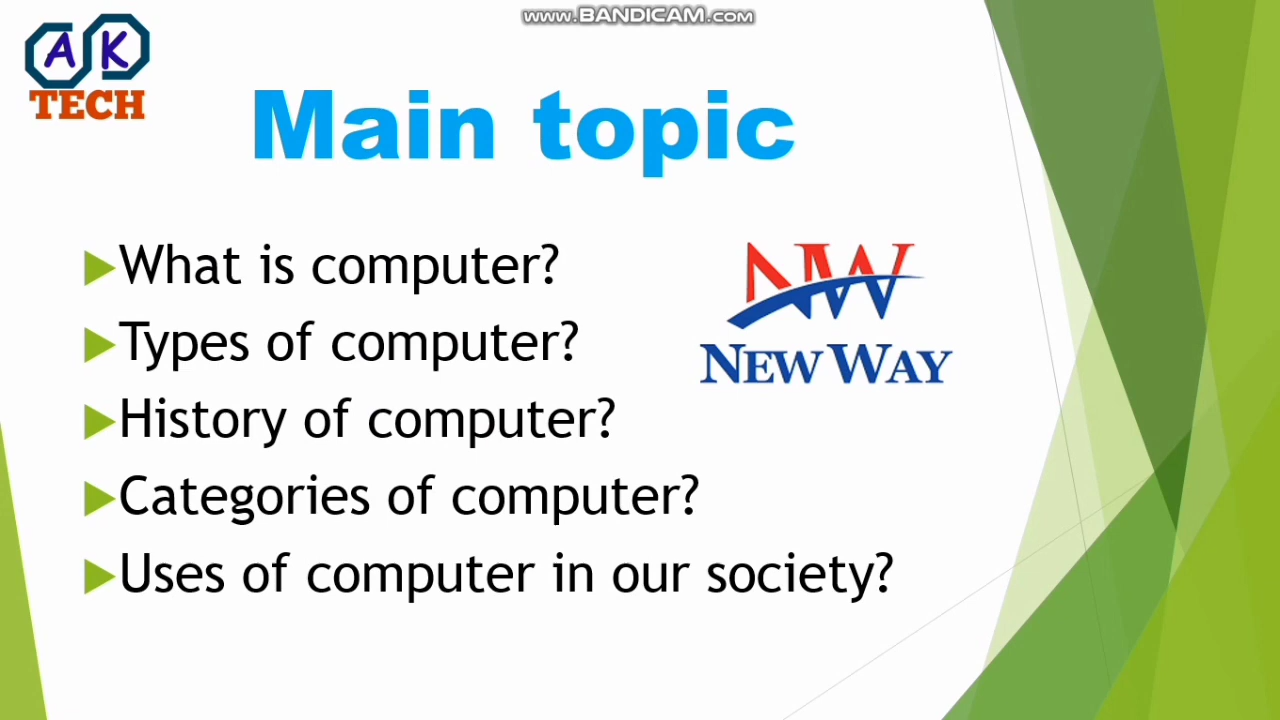 www.BANDICAM.com
AK
TECH
Main topic
What is computer?
Types of computer?
History of computer?
Categories of computer?
Uses of computer in our society?
NW
NEW WAY